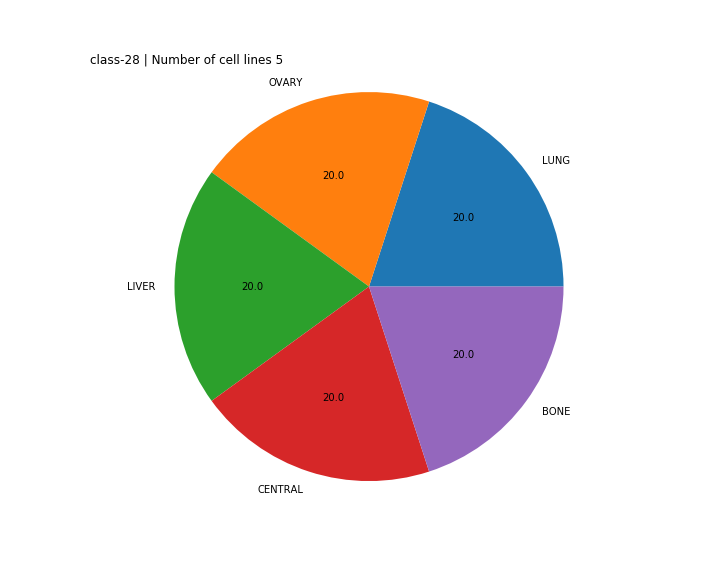 class-28 | Number of cell lines 5
OVARY
LUNG
20.0
20.0
LIVER
20.0
20.0
20.0
BONE
CENTRAL